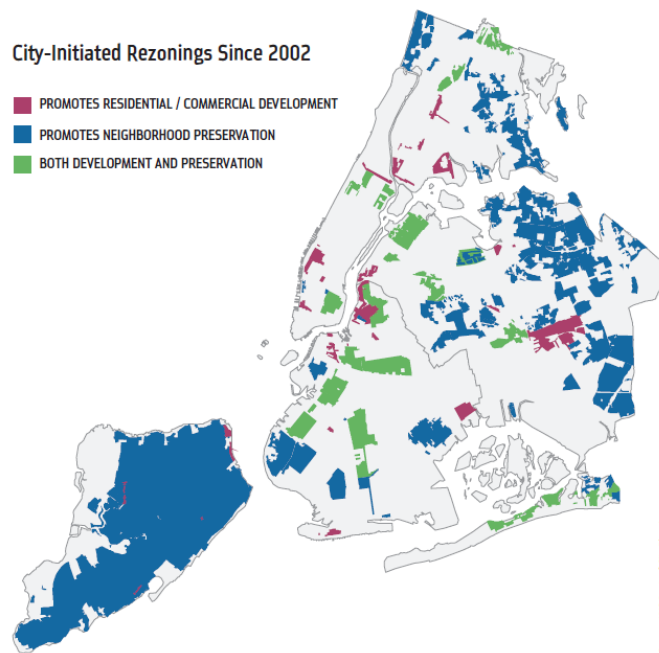 City-Initiated Rezonings Since 2002
PROMOTES RESIDENTIAL / COMMERCIAL DEVELOPMENT
PROMOTES NEIGHBORHOOD PRESERVATION
BOTH DEVELOPMENT AND PRESERVATION